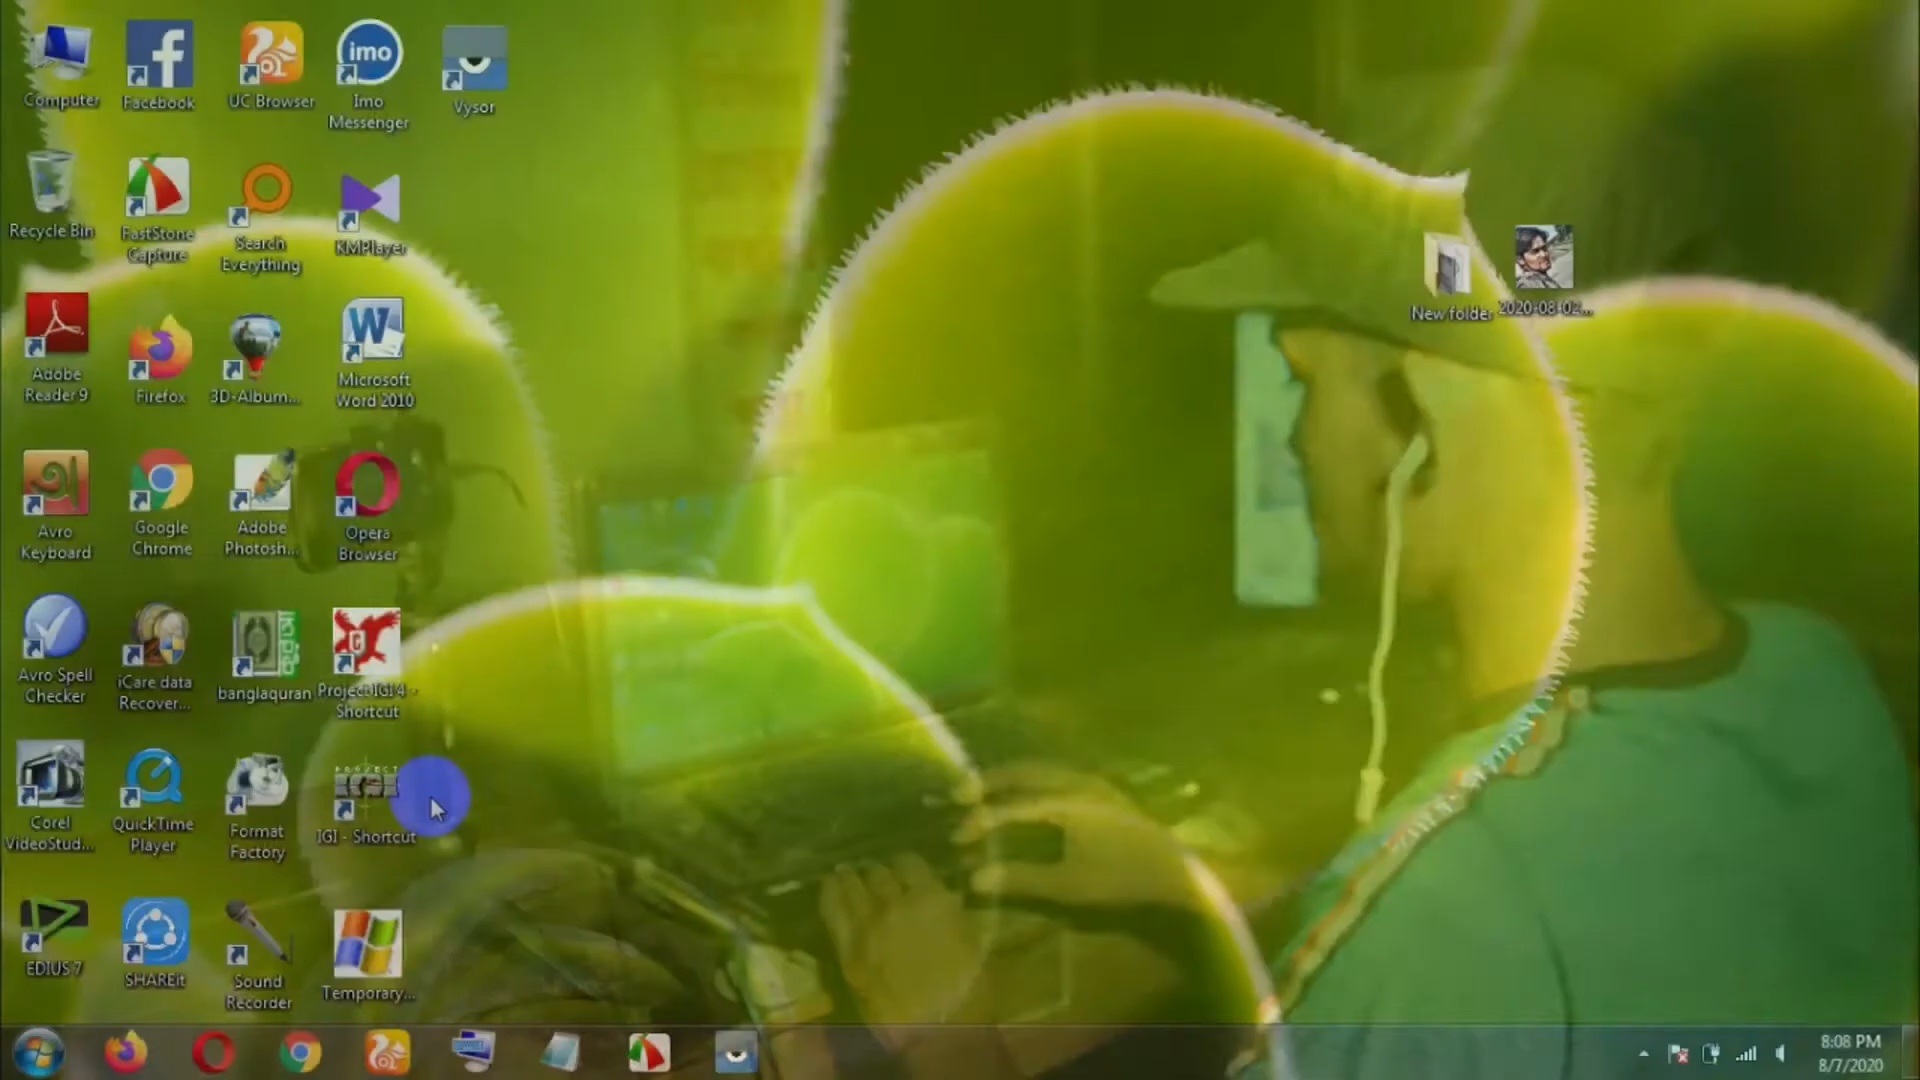 Computer
Facebook
UC Browser
imo
Imo
Messenger
Vysor
Recycle Bin
FastStone
Capture
Search
Everything
KMPlayer
New folder
2020-08-02...
Adobe
Reader 9
Firefox
3D-Album...
W
Microsoft
Word 2010
অ
Avro
Keyboard
Google
Chrome
Adobe
Photosh...
Opera
Browser
Avro Spell
Checker
iCare data
Recover...
banglaquran
Project IGI 4 -
Shortcut
Corel
VideoStud...
QuickTime
Player
Format
Factory
PROJECT
IGI - Shortcut
EDIUS 7
SHAREit
Sound
Recorder
Temporary...
8:08 PM
8/7/2020